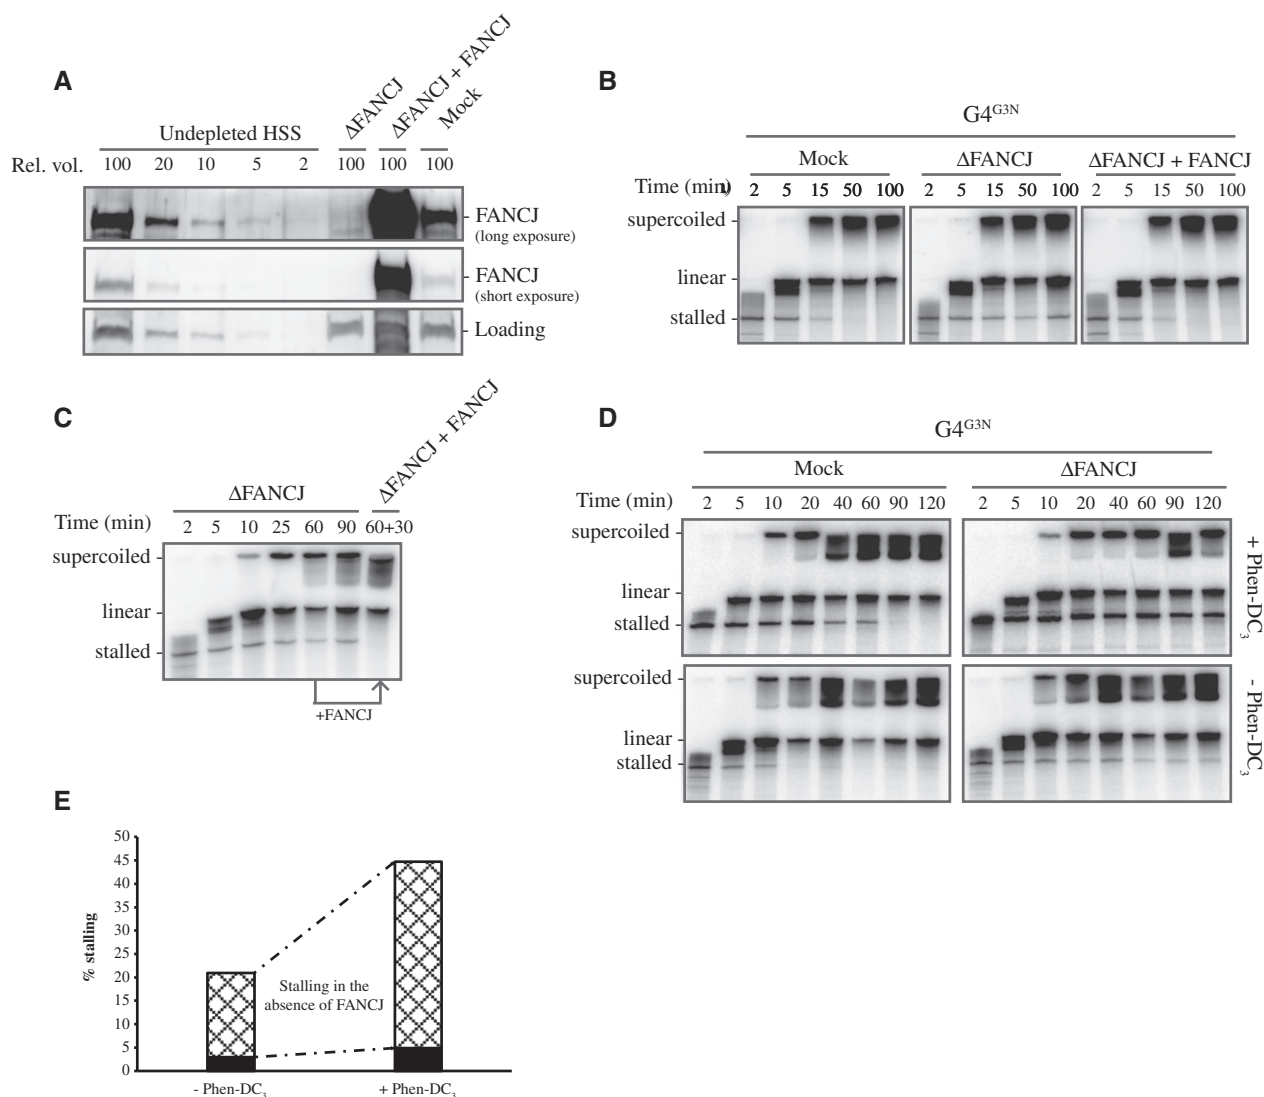 A
Undepleted HSS
ΔFANCJ
ΔFANCJ + FANCJ
Mock
Rel. vol. 100 20 10 5 2 100 100 100
FANCJ
(long exposure)
FANCJ
(short exposure)
Loading
B
G4G3N
Mock ΔFANCJ ΔFANCJ + FANCJ
Time (min) 2 5 15 50 100 2 5 15 50 100 2 5 15 50 100
supercoiled
linear
stalled
C
ΔFANCJ
ΔFANCJ + FANCJ
Time (min) 2 5 10 25 60 90 60+30
supercoiled
linear
stalled
+FANCJ
D
G4G3N
Mock ΔFANCJ
Time (min) 2 5 10 20 40 60 90 120 2 5 10 20 40 60 90 120
supercoiled
linear
stalled
+ Phen-DC3
supercoiled
linear
stalled
- Phen-DC3
E
50
45
40
35
30
25
20
15
10
5
0
% stalling
Stalling in the
absence of FANCJ
- Phen-DC3 + Phen-DC3